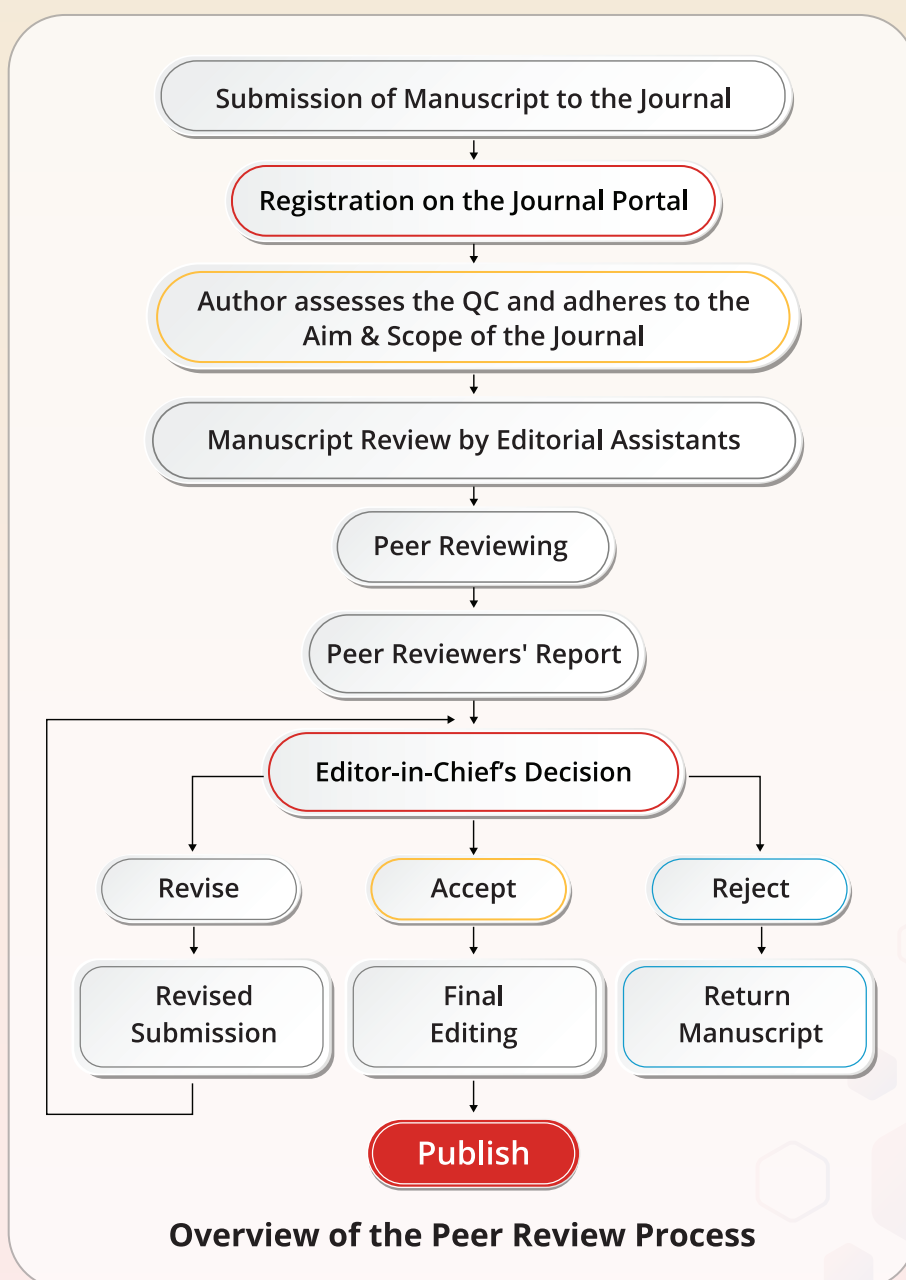 Submission of Manuscript to the Journal
Registration on the Journal Portal
Author assesses the QC and adheres to the
Aim & Scope of the Journal
Manuscript Review by Editorial Assistants
Peer Reviewing
Peer Reviewers' Report
Editor-in-Chief’s Decision
Revise
Accept
Reject
Revised
Submission
Final
Editing
Return
Manuscript
Publish
Overview of the Peer Review Process